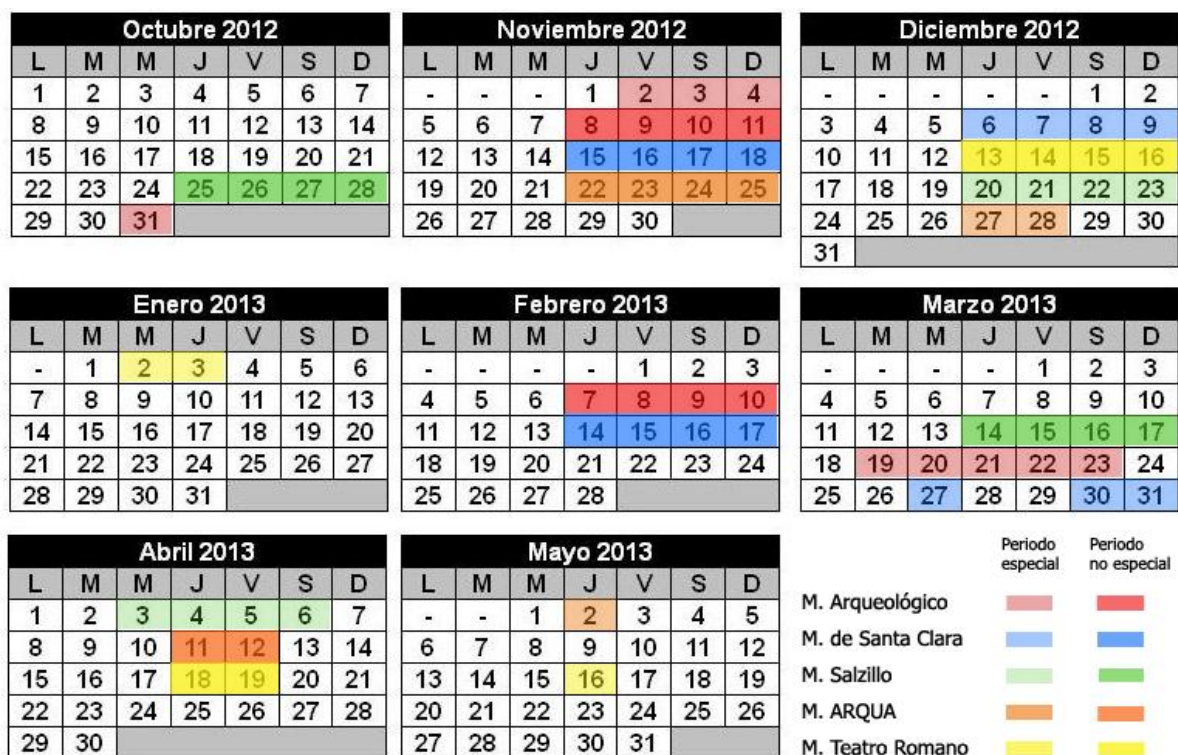 Octubre 2012
L M M J V S D
1 2 3 4 5 6 7
8 9 10 11 12 13 14
15 16 17 18 19 20 21
22 23 24 25 26 27 28
29 30 31
Noviembre 2012
L M M J V S D
- - - 1 2 3 4
5 6 7 8 9 10 11
12 13 14 15 16 17 18
19 20 21 22 23 24 25
26 27 28 29 30
Diciembre 2012
L M M J V S D
- - - - - 1 2
3 4 5 6 7 8 9
10 11 12 13 14 15 16
17 18 19 20 21 22 23
24 25 26 27 28 29 30
31
Enero 2013
L M M J V S D
- 1 2 3 4 5 6
7 8 9 10 11 12 13
14 15 16 17 18 19 20
21 22 23 24 25 26 27
28 29 30 31
Febrero 2013
L M M J V S D
- - - - 1 2 3
4 5 6 7 8 9 10
11 12 13 14 15 16 17
18 19 20 21 22 23 24
25 26 27 28
Marzo 2013
L M M J V S D
- - - - 1 2 3
4 5 6 7 8 9 10
11 12 13 14 15 16 17
18 19 20 21 22 23 24
25 26 27 28 29 30 31
Abril 2013
L M M J V S D
1 2 3 4 5 6 7
8 9 10 11 12 13 14
15 16 17 18 19 20 21
22 23 24 25 26 27 28
29 30
Mayo 2013
L M M J V S D
- - 1 2 3 4 5
6 7 8 9 10 11 12
13 14 15 16 17 18 19
20 21 22 23 24 25 26
27 28 29 30 31
Periodo especial
Periodo no especial
M. Arqueológico
M. de Santa Clara
M. Salzillo
M. ARQUA
M. Teatro Romano